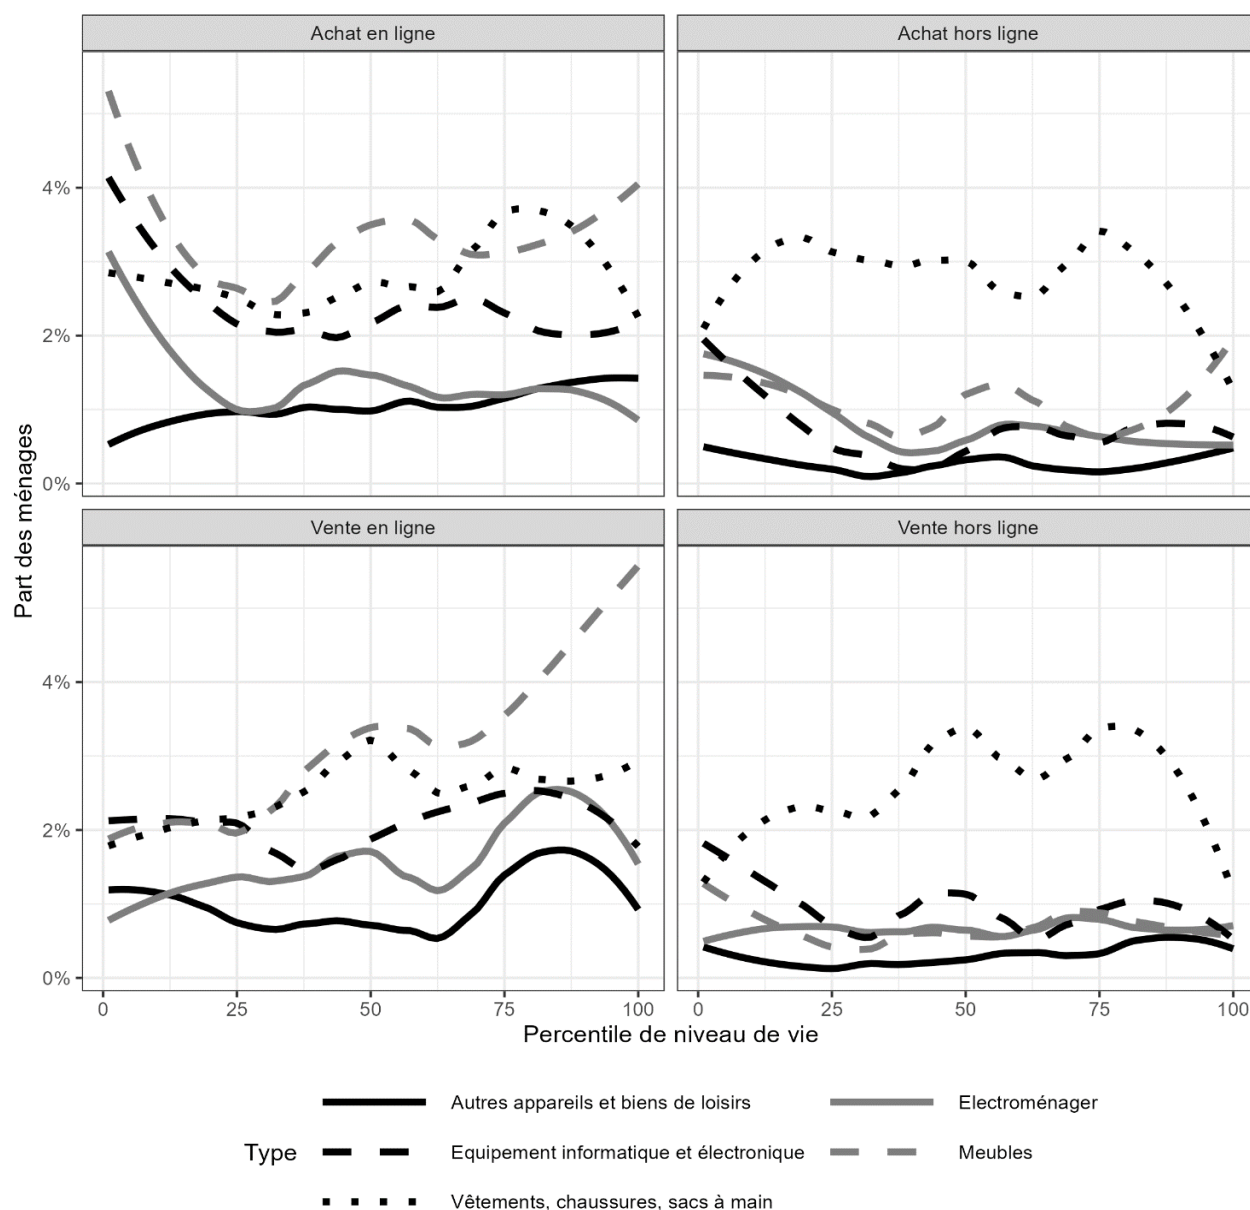 Achat en ligne
Achat hors ligne
4%
2%
0%
Part des ménages
Vente en ligne
Vente hors ligne
4%
2%
0%
0 25 50 75 100
0 25 50 75 100
Percentile de niveau de vie
Type
Autres appareils et biens de loisirs
Electroménager
Equipement informatique et électronique
Meubles
Vêtements, chaussures, sacs à main